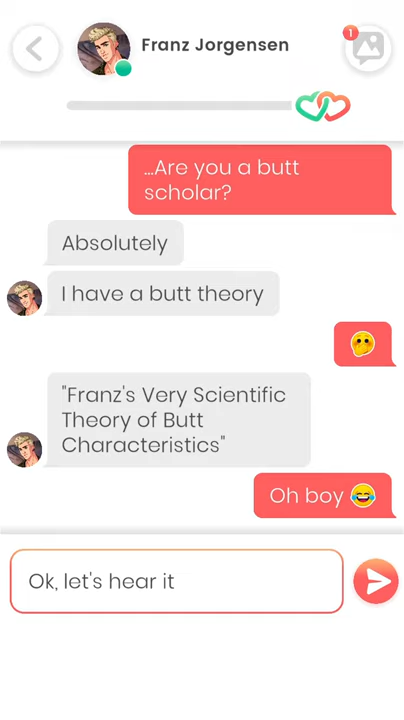 Franz Jorgensen
1
...Are you a butt
scholar?
Absolutely
I have a butt theory
"Franz's Very Scientific
Theory of Butt
Characteristics"
Oh boy 😂
Ok, let's hear it